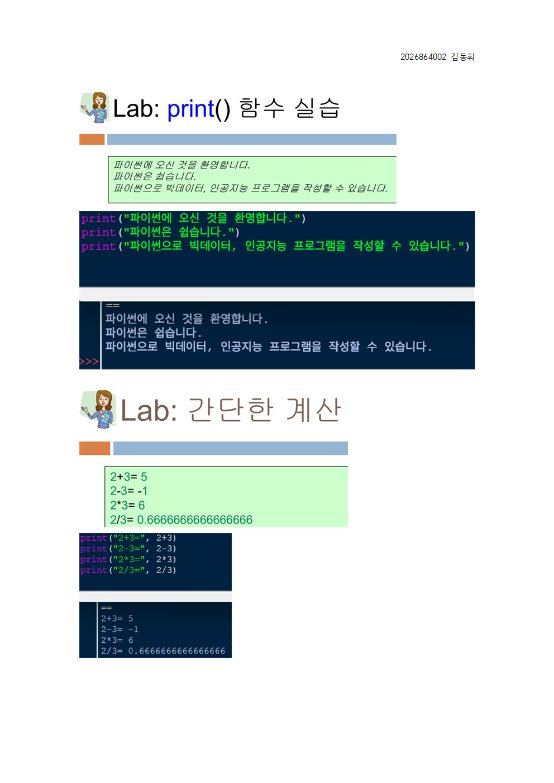 2026864002 김동휘
Lab: print() 함수 실습
파이썬에 오신 것을 환영합니다.
파이썬은 쉽습니다.
파이썬으로 빅데이터, 인공지능 프로그램을 작성할 수 있습니다.
print("파이썬에 오신 것을 환영합니다.")
print("파이썬은 쉽습니다.")
print("파이썬으로 빅데이터, 인공지능 프로그램을 작성할 수 있습니다.")
==
파이썬에 오신 것을 환영합니다.
파이썬은 쉽습니다.
파이썬으로 빅데이터, 인공지능 프로그램을 작성할 수 있습니다.
>>>
Lab: 간단한 계산
2+3= 5
2-3= -1
2*3= 6
2/3= 0.6666666666666666
print("2+3=", 2+3)
print("2-3=", 2-3)
print("2*3=", 2*3)
print("2/3=", 2/3)
==
2+3= 5
2-3= -1
2*3= 6
2/3= 0.6666666666666666